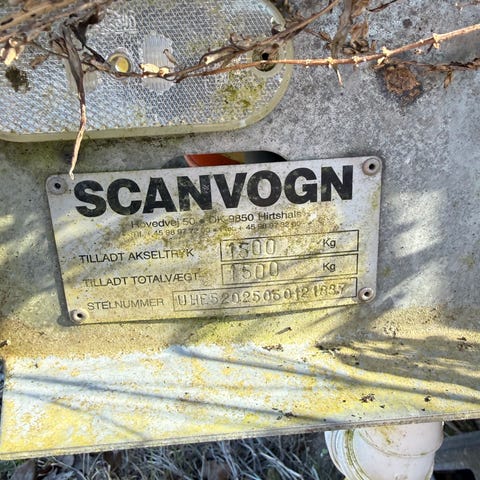 SCANVOGN
Hovedvej 50 • DK-9850 Hirtshals
TILLADT AKSELTRYK 1500 Kg
TILLADT TOTALVÆGT 1500 Kg
STELNUMMER